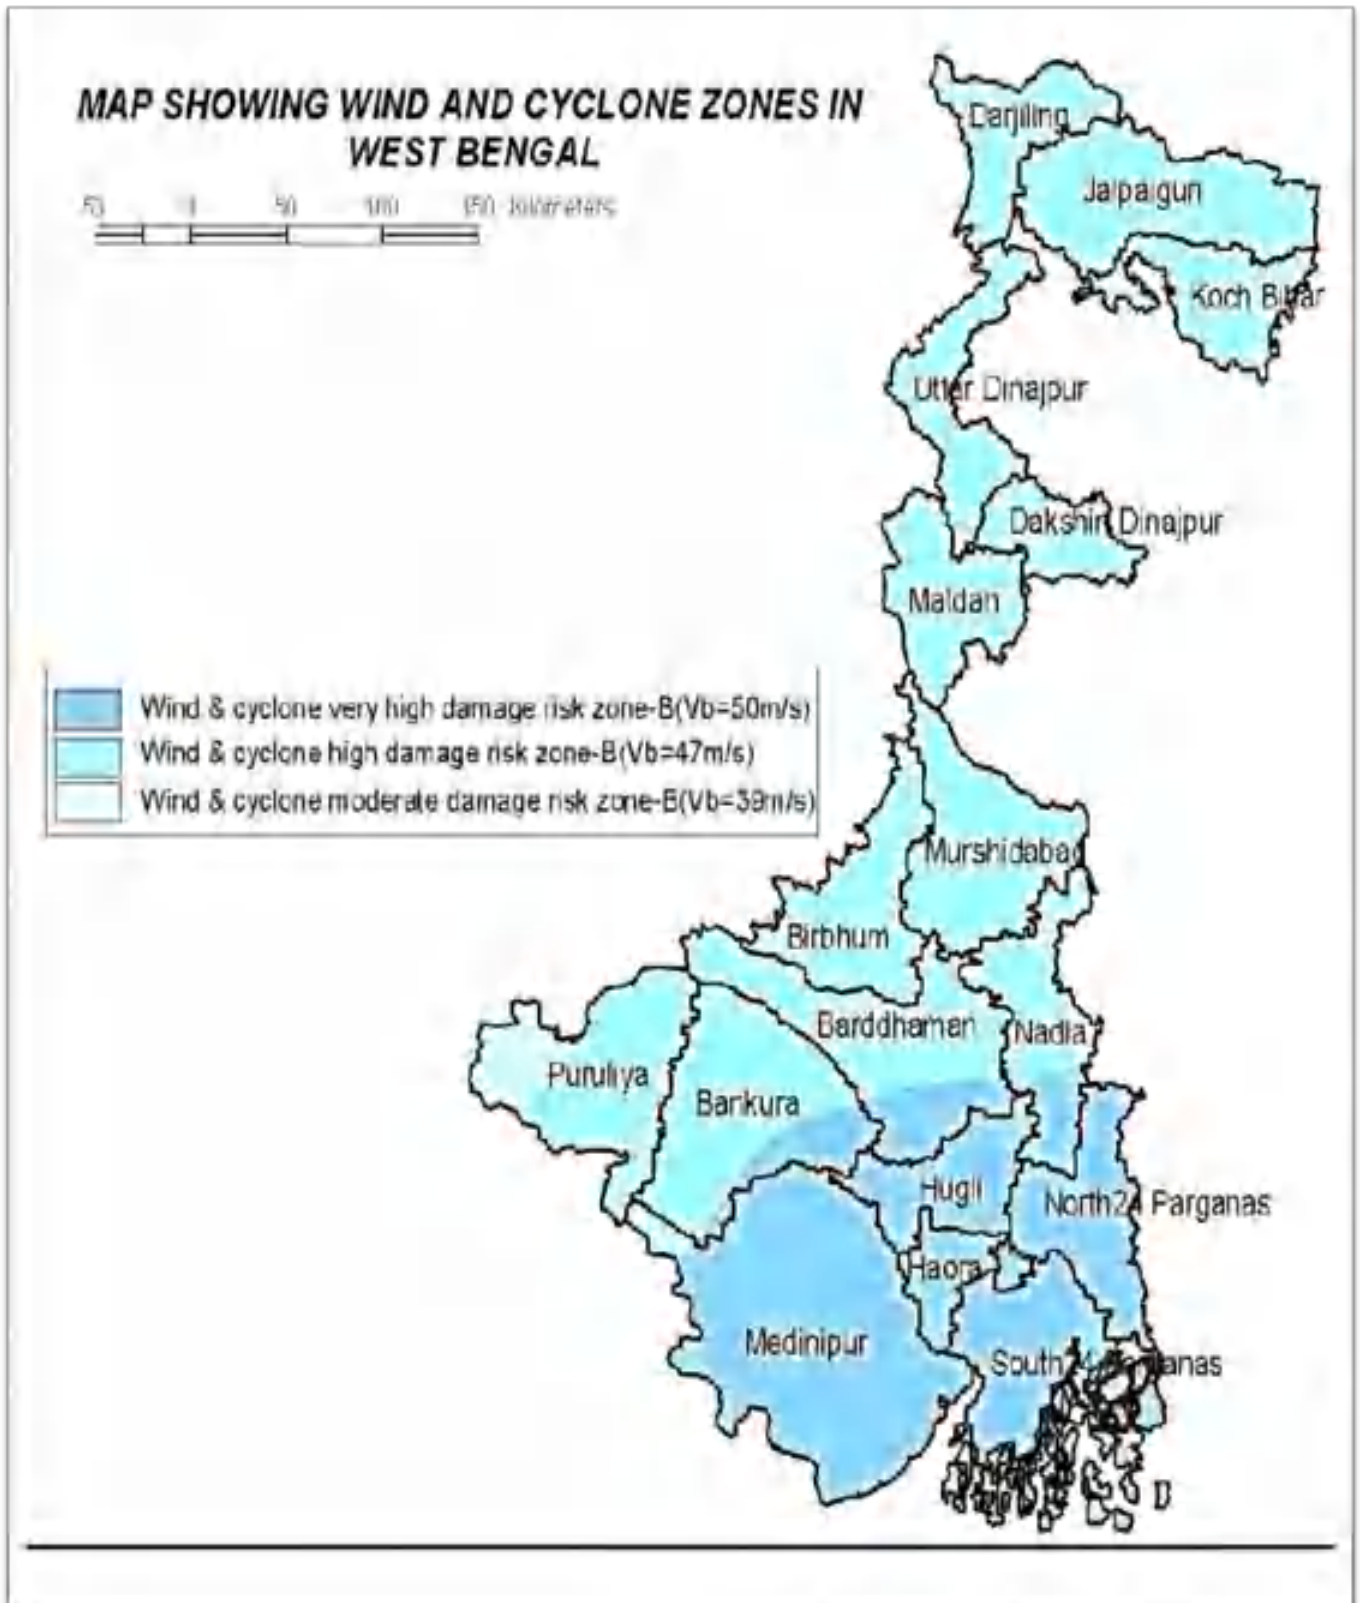 MAP SHOWING WIND AND CYCLONE ZONES IN
WEST BENGAL
50 100 150 kilometers
Darjiling
Jalpaiguri
Koch Bihar
Uttar Dinajpur
Dakshin Dinajpur
Maldah
Wind & cyclone very high damage risk zone-B(Vb=50m/s)
Wind & cyclone high damage risk zone-B(Vb=47m/s)
Wind & cyclone moderate damage risk zone-B(Vb=39m/s)
Murshidabad
Birbhum
Barddhaman
Nadia
Puruliya
Bankura
Hugli
North24 Parganas
Haora
Medinipur
South24 Parganas